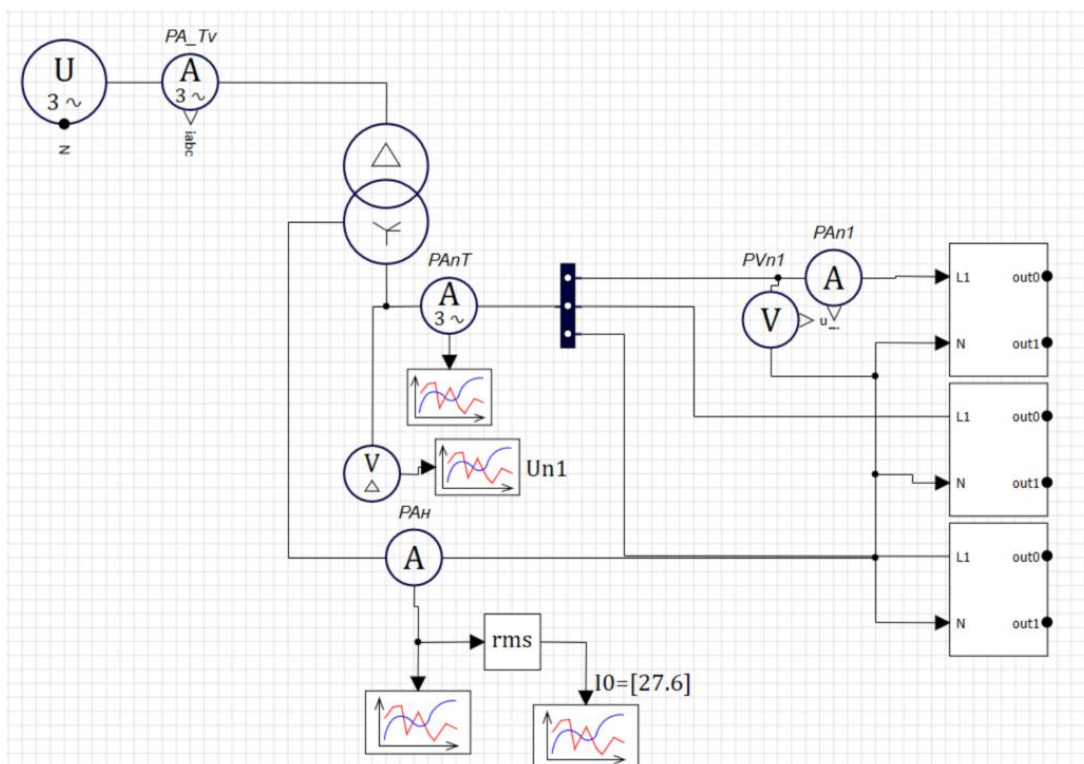 PA_Tv
U
3 ~
A
3 ~
N
iabc
PAnT
A
3 ~
PVn1
V
u_i
PAn1
A
L1
out0
N
out1
L1
out0
N
out1
L1
out0
N
out1
V
Un1
PAн
A
rms
I0=[27.6]